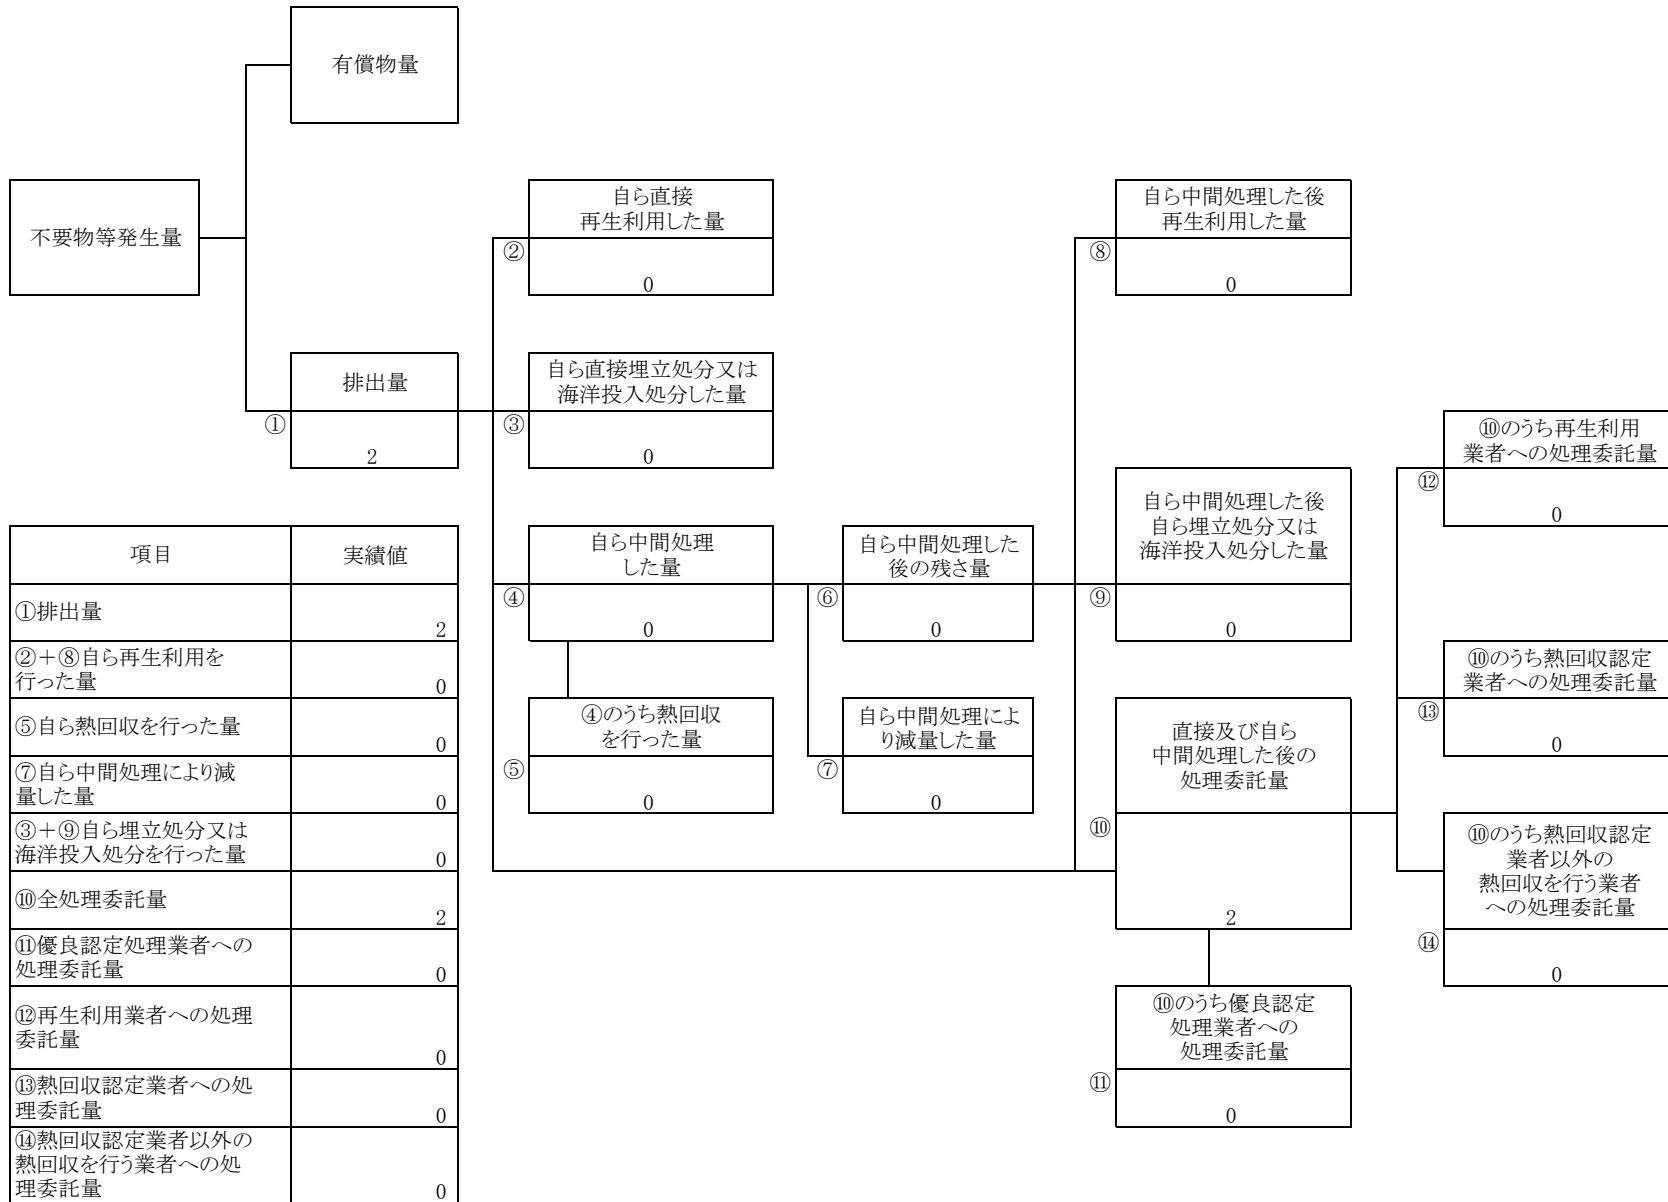 有償物量
不要物等発生量
自ら直接
再生利用した量
②
0
自ら中間処理した後
再生利用した量
⑧
0
排出量
①
2
自ら直接埋立処分又は
海洋投入処分した量
③
0
⑩のうち再生利用
業者への処理委託量
⑫
0
自ら中間処理した後
自ら埋立処分又は
海洋投入処分した量
⑨
0
自ら中間処理
した量
④
0
自ら中間処理した
後の残さ量
⑥
0
⑩のうち熱回収認定
業者への処理委託量
⑬
0
④のうち熱回収
を行った量
⑤
0
自ら中間処理によ
り減量した量
⑦
0
直接及び自ら
中間処理した後の
処理委託量
⑩
2
⑩のうち熱回収認定
業者以外の
熱回収を行う業者
への処理委託量
⑭
0
⑩のうち優良認定
処理業者への
処理委託量
⑪
0
項目 実績値
①排出量
2
②+⑧自ら再生利用を
行った量 0
⑤自ら熱回収を行った量
0
⑦自ら中間処理により減
量した量 0
③+⑨自ら埋立処分又は
海洋投入処分を行った量 0
⑩全処理委託量
2
⑪優良認定処理業者への
処理委託量 0
⑫再生利用業者への処理
委託量
0
⑬熱回収認定業者への処
理委託量 0
⑭熱回収認定業者以外の
熱回収を行う業者への処
理委託量 0